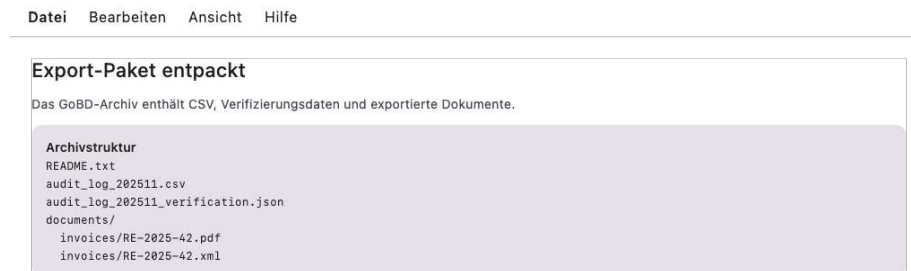 Datei Bearbeiten Ansicht Hilfe
Export-Paket entpackt
Das GoBD-Archiv enthält CSV, Verifizierungsdaten und exportierte Dokumente.
Archivstruktur
README.txt
audit_log_202511.csv
audit_log_202511_verification.json
documents/
invoices/RE-2025-42.pdf
invoices/RE-2025-42.xml